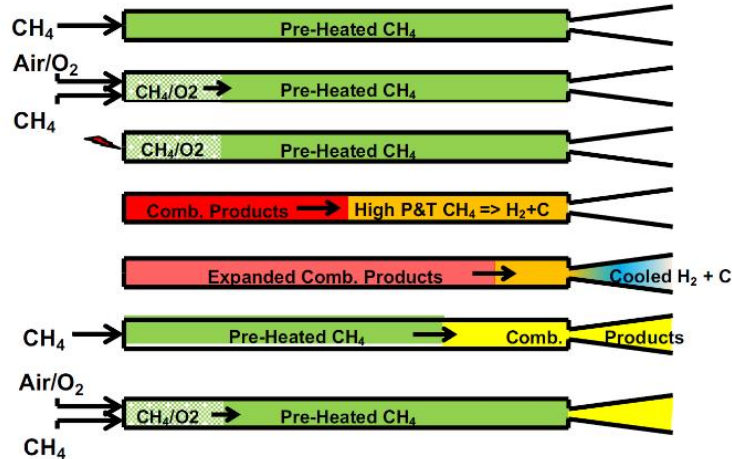 CH₄ Pre-Heated CH₄
Air/O₂
CH₄/O2 Pre-Heated CH₄
CH₄
CH₄/O2 Pre-Heated CH₄
Comb. Products High P&T CH₄ => H₂+C
Expanded Comb. Products Cooled H₂ + C
CH₄ Pre-Heated CH₄ Comb. Products
Air/O₂
CH₄/O2 Pre-Heated CH₄
CH₄